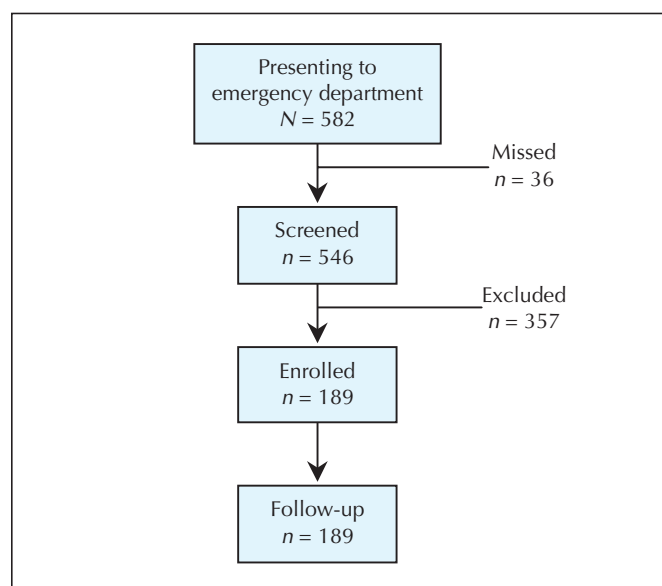 Presenting to
emergency department
N = 582
Missed
n = 36
Screened
n = 546
Excluded
n = 357
Enrolled
n = 189
Follow-up
n = 189